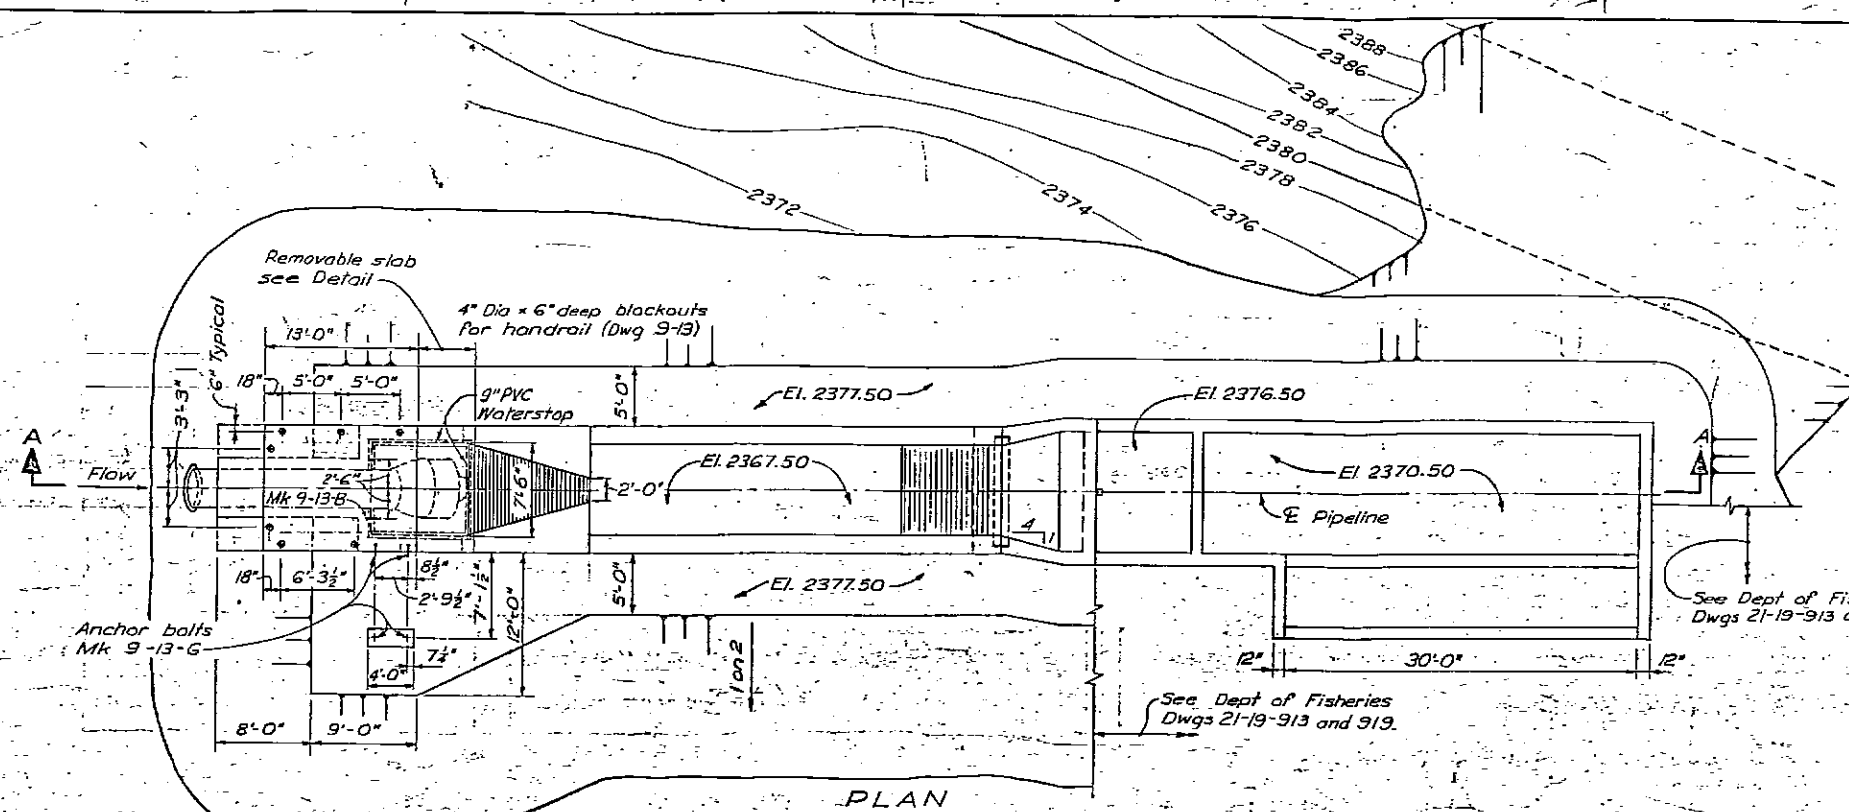 2388
2386
2384
2382
2380
2378
2376
2374
2372
Removable slab
see Detail
4" Dia × 6" deep blockouts
for handrail (Dwg 9-13)
13'-0"
6" Typical
18"
5'-0"
5'-0"
3'-3"
9" PVC
Waterstop
5'-0"
El. 2377.50
El. 2376.50
A
Flow
2'-6"
Mk 9-13-B
7'-6"
2'-0"
El. 2367.50
4
1
El. 2370.50
℄ Pipeline
A
18"
6'-3½"
8½"
2'-9½"
7'-1½"
12'-0"
5'-0"
El. 2377.50
Anchor bolts
Mk 9-13-G
4'-0"
7½"
1 on 2
12"
30'-0"
12"
See Dept of
Dwgs 21-19-913
See Dept of Fisheries
Dwgs 21-19-913 and 919.
8'-0"
9'-0"
PLAN